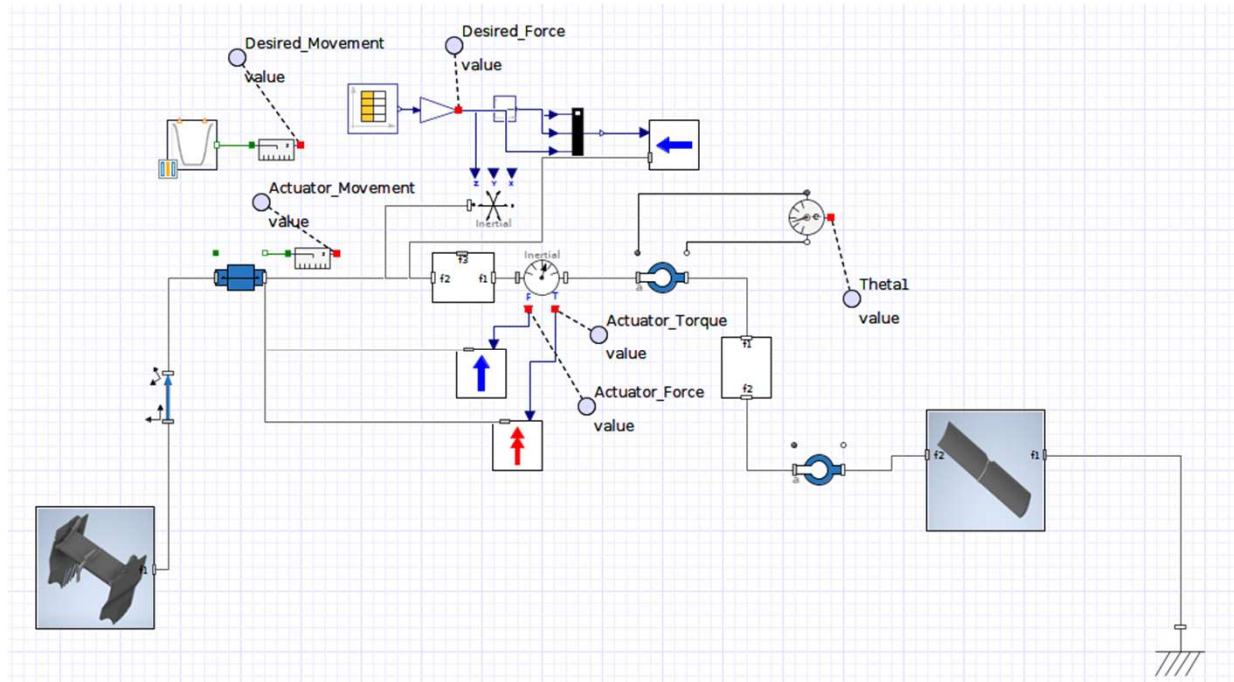 Desired_Force
value
Desired_Movement
value
z Y X
Inertial
Actuator_Movement
value
Inertial
f3
f2
f1
F
T
a
Theta1
value
Actuator_Torque
value
f1
f2
Actuator_Force
value
a
f2
f1
f1